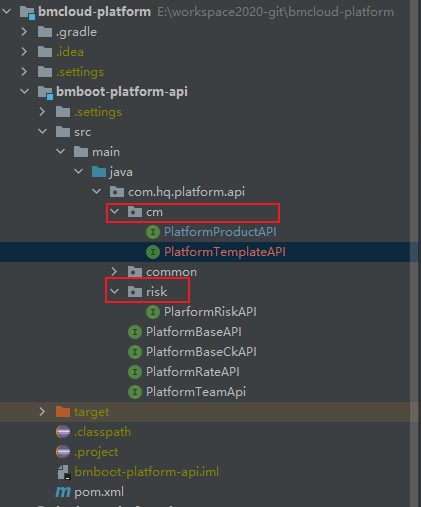 bmcloud-platform E:\workspace2020-git\bmcloud-platform
.gradle
.idea
.settings
bmboot-platform-api
.settings
src
main
java
com.hq.platform.api
cm
PlatformProductAPI
PlatformTemplateAPI
common
risk
PlarformRiskAPI
PlatformBaseAPI
PlatformBaseCkAPI
PlatformRateAPI
PlatformTeamApi
target
.classpath
.project
bmboot-platform-api.iml
pom.xml